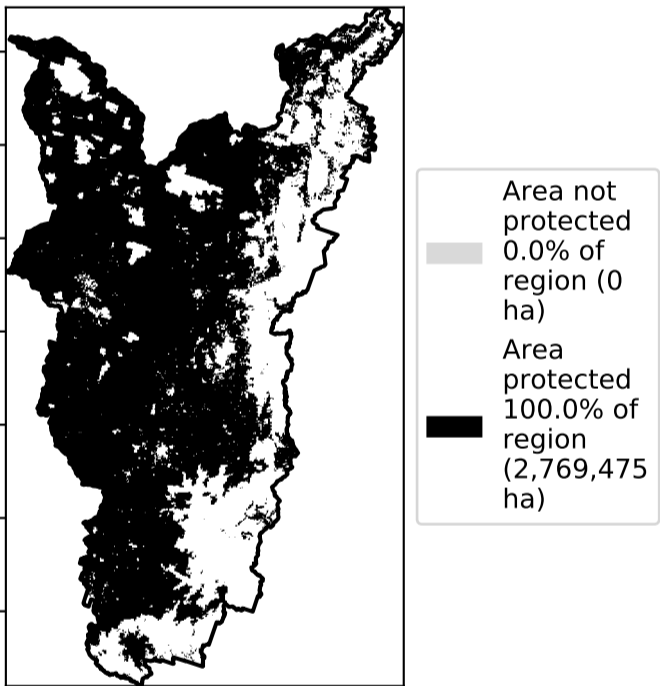 Area not
protected
0.0% of
region (0
ha)
Area
protected
100.0% of
region
(2,769,475
ha)